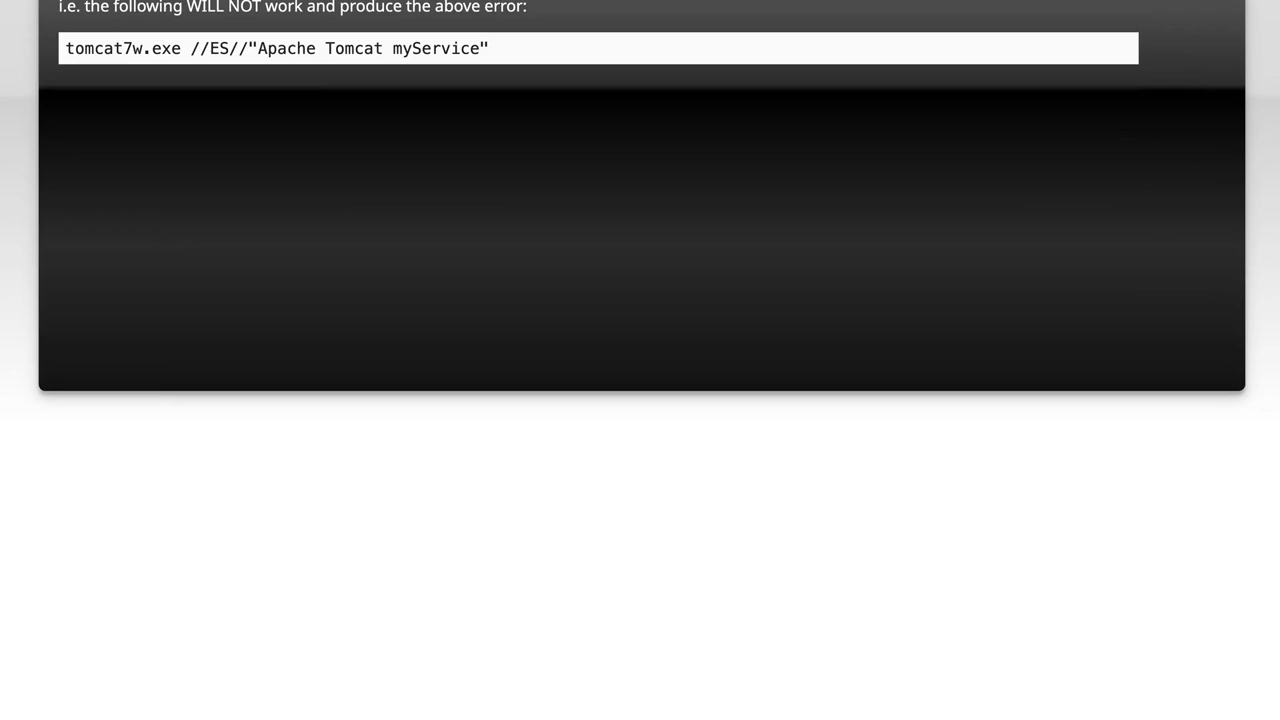 i.e. the following WILL NOT work and produce the above error:
tomcat7w.exe //ES//"Apache Tomcat myService"